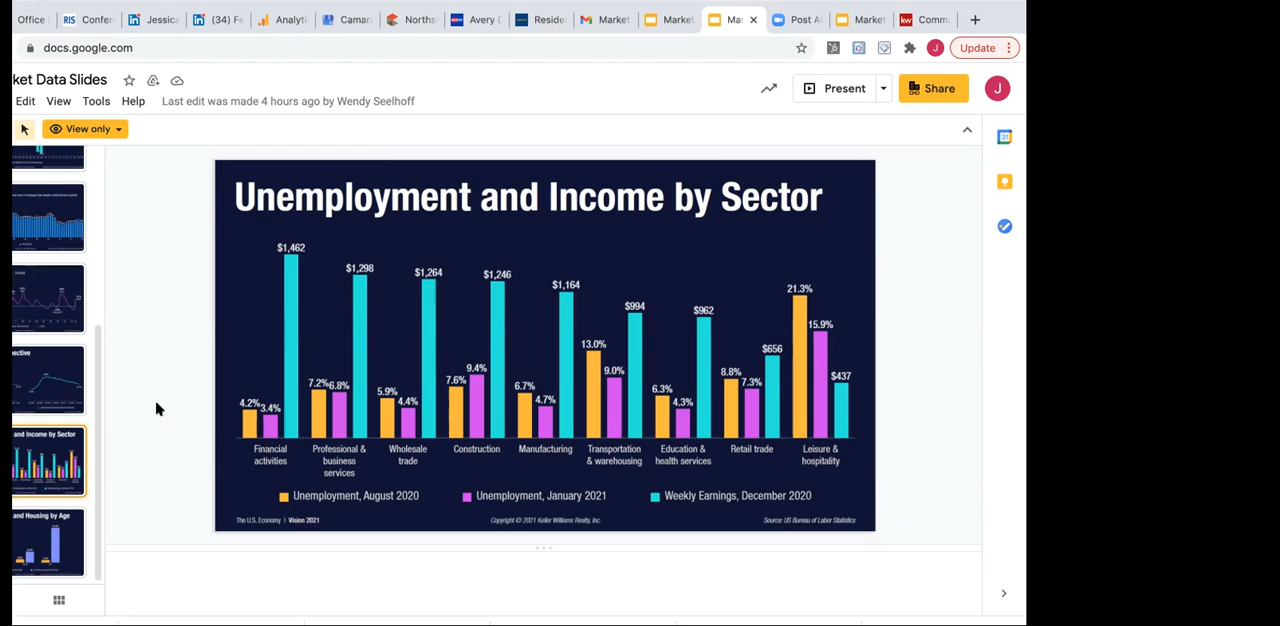 Office
Confer
Jessica
(34) Fe
Analyti
Camar
Norths
Avery D
Reside
Market
Market
Mar
Post A
Market
Comm.
docs.google.com
Update
ket Data Slides
Edit View Tools Help Last edit was made 4 hours ago by Wendy Seelhoff
Present
Share
J
View only
Unemployment and Income by Sector
$1,462
$1,298
$1,264
$1,246
$1,164
$994
$962
$656
$437
4.2% 3.4%
7.2% 6.8%
5.9% 4.4%
7.6% 9.4%
6.7% 4.7%
13.0% 9.0%
6.3% 4.3%
8.8% 7.3%
21.3% 15.9%
Financial
activities
Professional &
business
services
Wholesale
trade
Construction
Manufacturing
Transportation
& warehousing
Education &
health services
Retail trade
Leisure &
hospitality
Unemployment, August 2020
Unemployment, January 2021
Weekly Earnings, December 2020
The U.S. Economy | Vision 2021
Copyright © 2021 Keller Williams Realty, Inc.
Source: US Bureau of Labor Statistics
ective
and Income by Sector
and Housing by Age